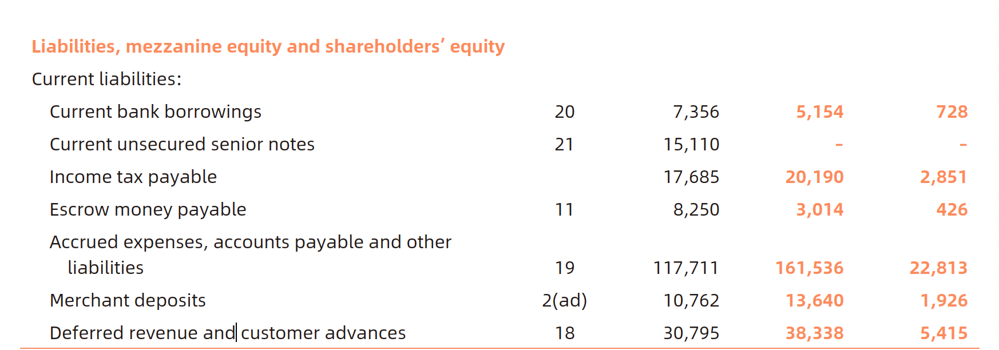 Liabilities, mezzanine equity and shareholders’ equity
Current liabilities:
Current bank borrowings 20 7,356 5,154 728
Current unsecured senior notes 21 15,110 – –
Income tax payable 17,685 20,190 2,851
Escrow money payable 11 8,250 3,014 426
Accrued expenses, accounts payable and other
liabilities 19 117,711 161,536 22,813
Merchant deposits 2(ad) 10,762 13,640 1,926
Deferred revenue and customer advances 18 30,795 38,338 5,415